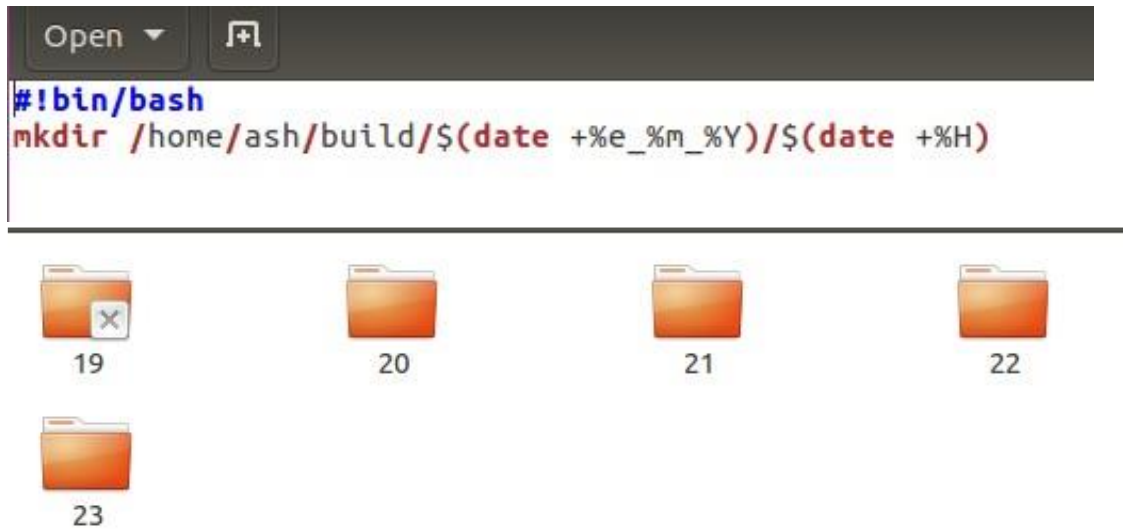 Open
#!bin/bash
mkdir /home/ash/build/$(date +%e_%m_%Y)/$(date +%H)
19 20 21 22
23